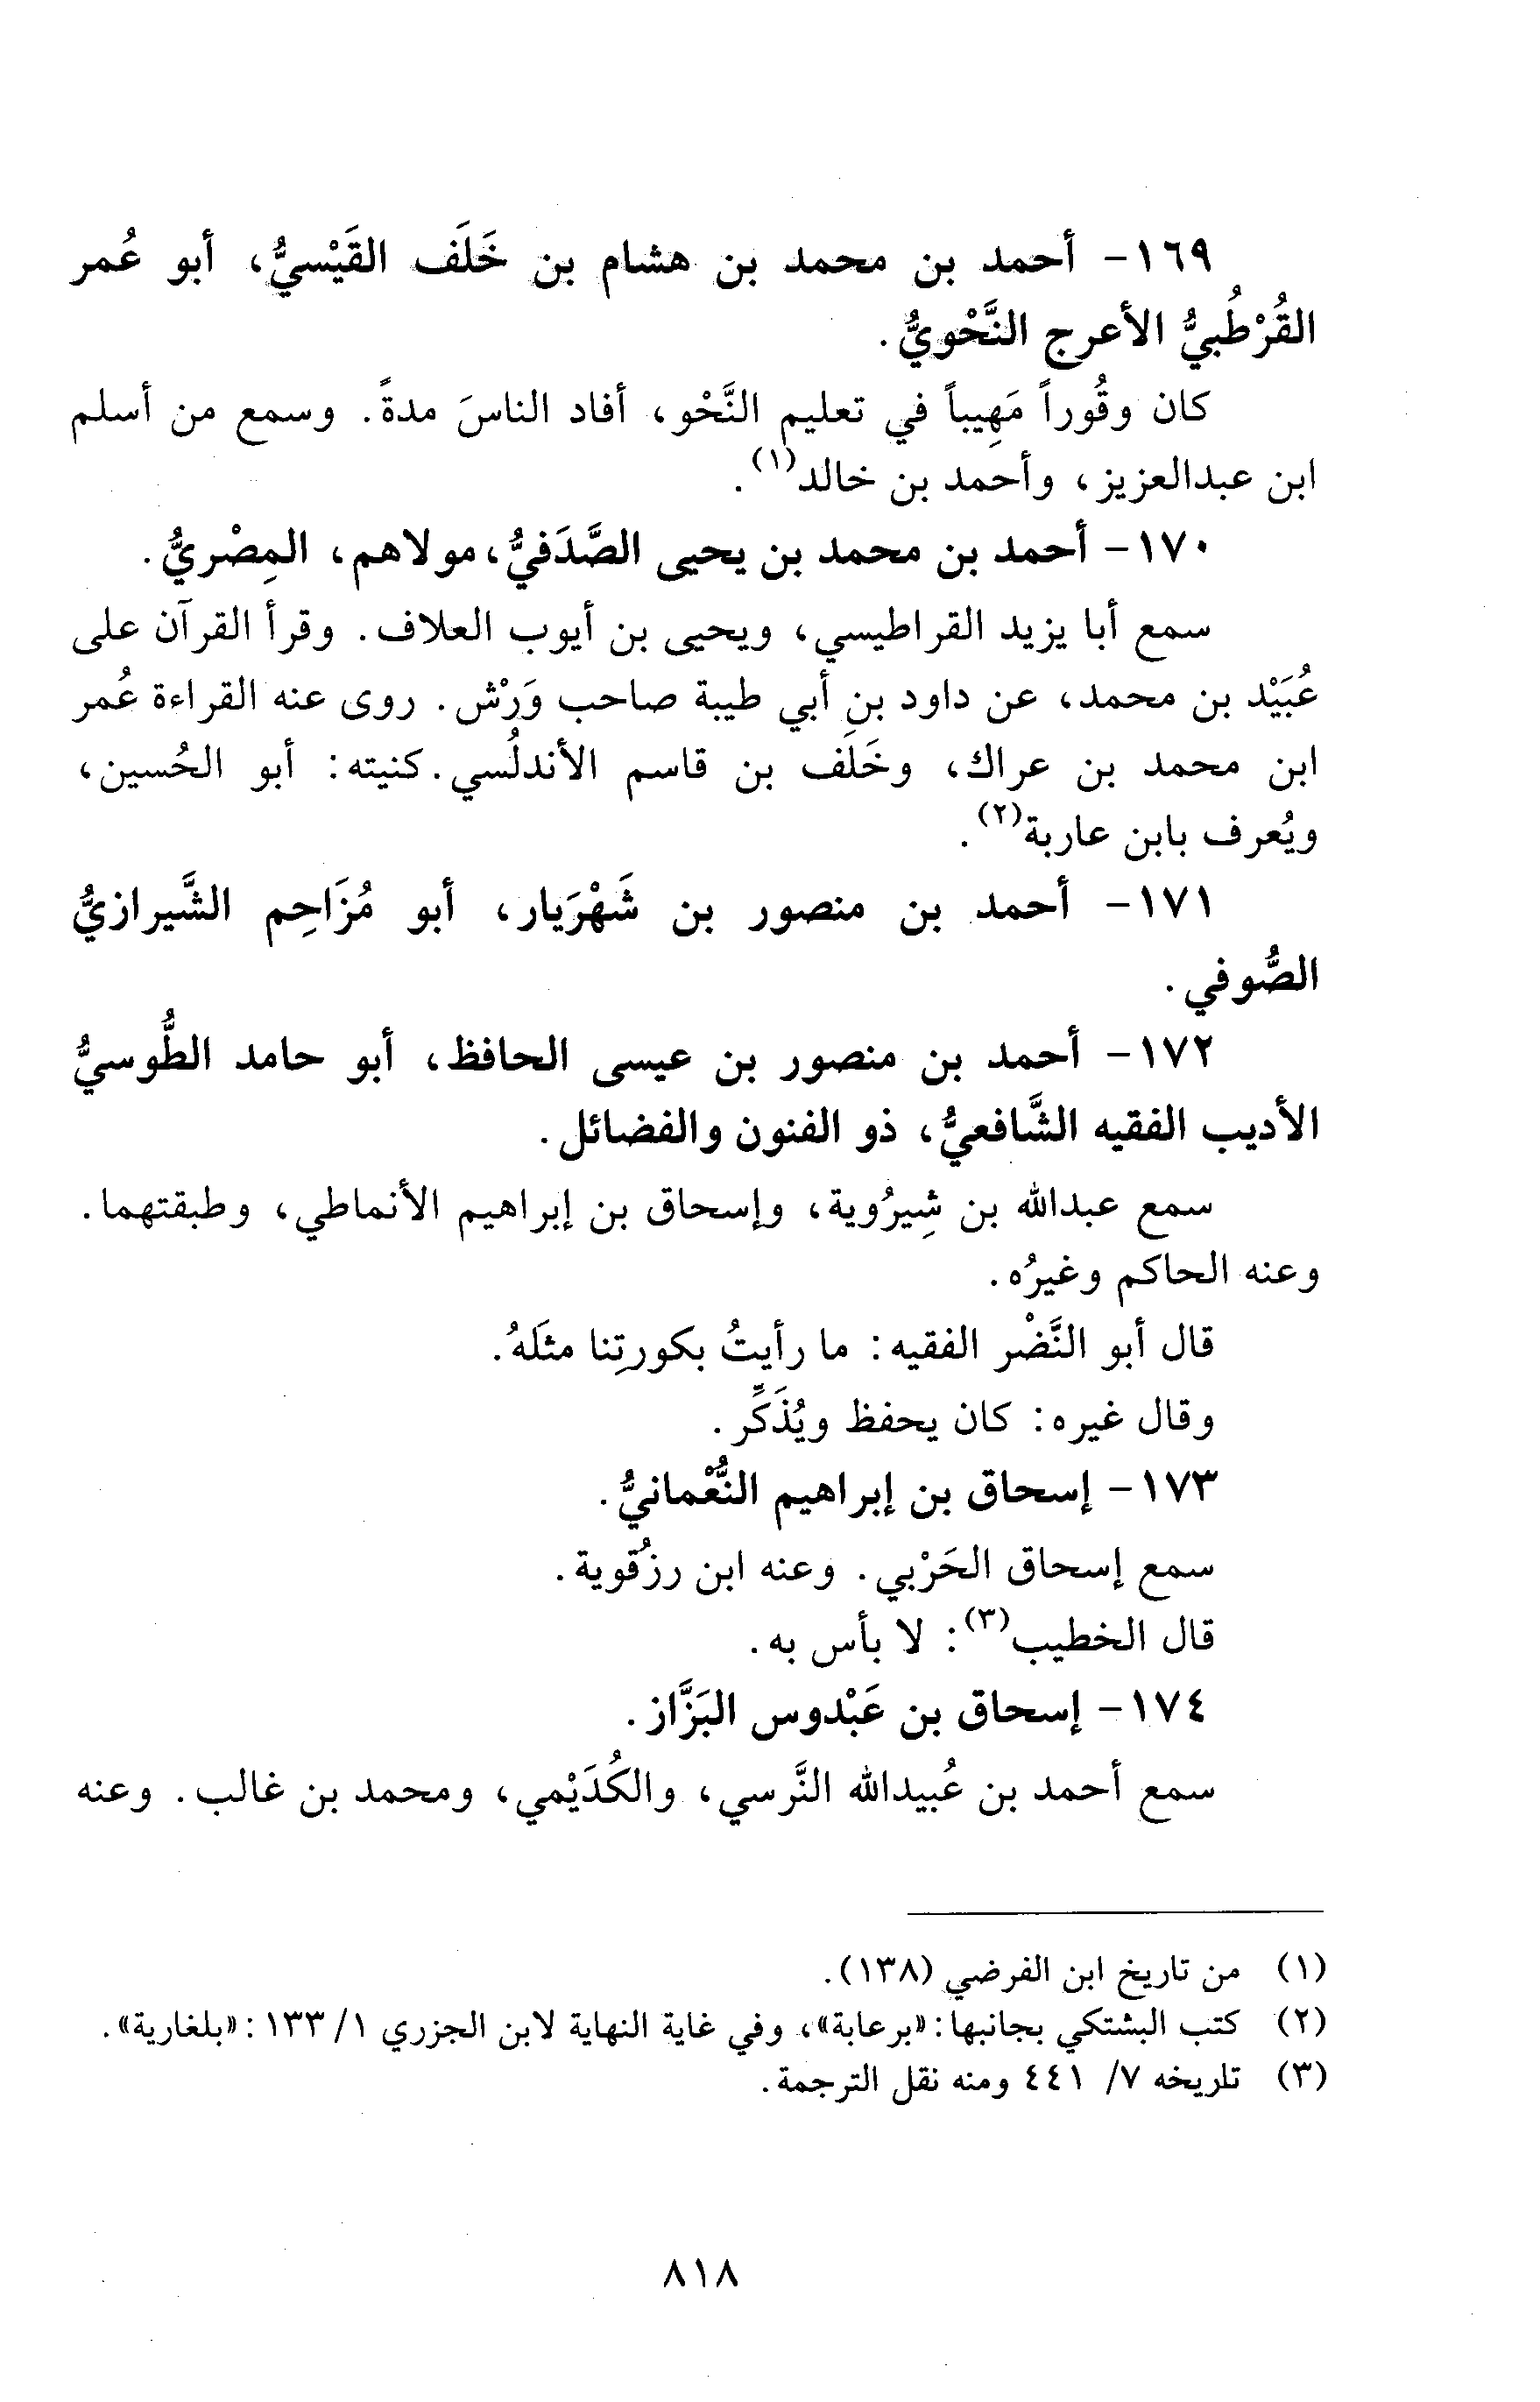 ١٦٩- أحمد بن محمد بن هشام بن خَلَف القَيْسيُّ، أبو عُمر
القُرْطُبيُّ الأعرج النَّحْويُّ.
كان وقُوراً مَهِيباً في تعليم النَّحْو، أفاد الناسَ مدةً. وسمع من أسلم
ابن عبدالعزيز، وأحمد بن خالد(١).
١٧٠- أحمد بن محمد بن يحيى الصَّدَفيُّ، مولاهم، المِصْريُّ.
سمع أبا يزيد القراطيسي، ويحيى بن أيوب العلاف. وقرأ القرآن على
عُبَيْد بن محمد، عن داود بن أبي طيبة صاحب وَرْش. روى عنه القراءة عُمر
ابن محمد بن عراك، وخَلَف بن قاسم الأندلُسي. كنيته: أبو الحُسين،
ويُعرف بابن عاربة(٢).
١٧١- أحمد بن منصور بن شَهْرَيار، أبو مُزَاحِم الشَّيرازيُّ
الصُّوفي.
١٧٢- أحمد بن منصور بن عيسى الحافظ، أبو حامد الطُّوسيُّ
الأديب الفقيه الشَّافعيُّ، ذو الفنون والفضائل.
سمع عبدالله بن شِيرُوية، وإسحاق بن إبراهيم الأنماطي، وطبقتهما.
وعنه الحاكم وغيرُه.
قال أبو النَّضْر الفقيه: ما رأيتُ بكورتِنا مثلَهُ.
وقال غيره: كان يحفظ ويُذَكِّر.
١٧٣- إسحاق بن إبراهيم النُّعْمانيُّ.
سمع إسحاق الحَرْبي. وعنه ابن رزُقوية.
قال الخطيب(٣): لا بأس به.
١٧٤- إسحاق بن عَبْدوس البَزَّاز.
سمع أحمد بن عُبيدالله النَّرسي، والكُدَيْمي، ومحمد بن غالب. وعنه
(١) من تاريخ ابن الفرضي (١٣٨).
(٢) كتب البشتكي بجانبها: «برعابة»، وفي غاية النهاية لابن الجزري ١/ ١٣٣: «بلغارية».
(٣) تاريخه ٧/ ٤٤١ ومنه نقل الترجمة.
٨١٨